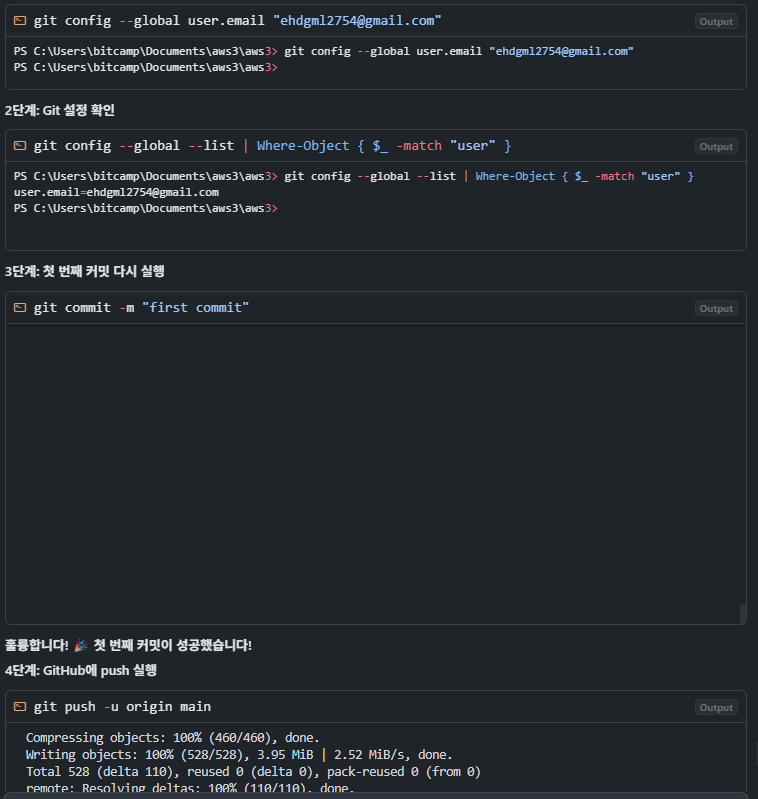 git config --global user.email "ehdgml2754@gmail.com"
Output
PS C:\Users\bitcamp\Documents\aws3\aws3> git config --global user.email "ehdgml2754@gmail.com"
PS C:\Users\bitcamp\Documents\aws3\aws3>
2단계: Git 설정 확인
git config --global --list | Where-Object { $_ -match "user" }
Output
PS C:\Users\bitcamp\Documents\aws3\aws3> git config --global --list | Where-Object { $_ -match "user" }
user.email=ehdgml2754@gmail.com
PS C:\Users\bitcamp\Documents\aws3\aws3>
3단계: 첫 번째 커밋 다시 실행
git commit -m "first commit"
Output
훌륭합니다! 🎉 첫 번째 커밋이 성공했습니다!
4단계: GitHub에 push 실행
git push -u origin main
Output
Compressing objects: 100% (460/460), done.
Writing objects: 100% (528/528), 3.95 MiB | 2.52 MiB/s, done.
Total 528 (delta 110), reused 0 (delta 0), pack-reused 0 (from 0)
remote: Resolving deltas: 100% (110/110), done.